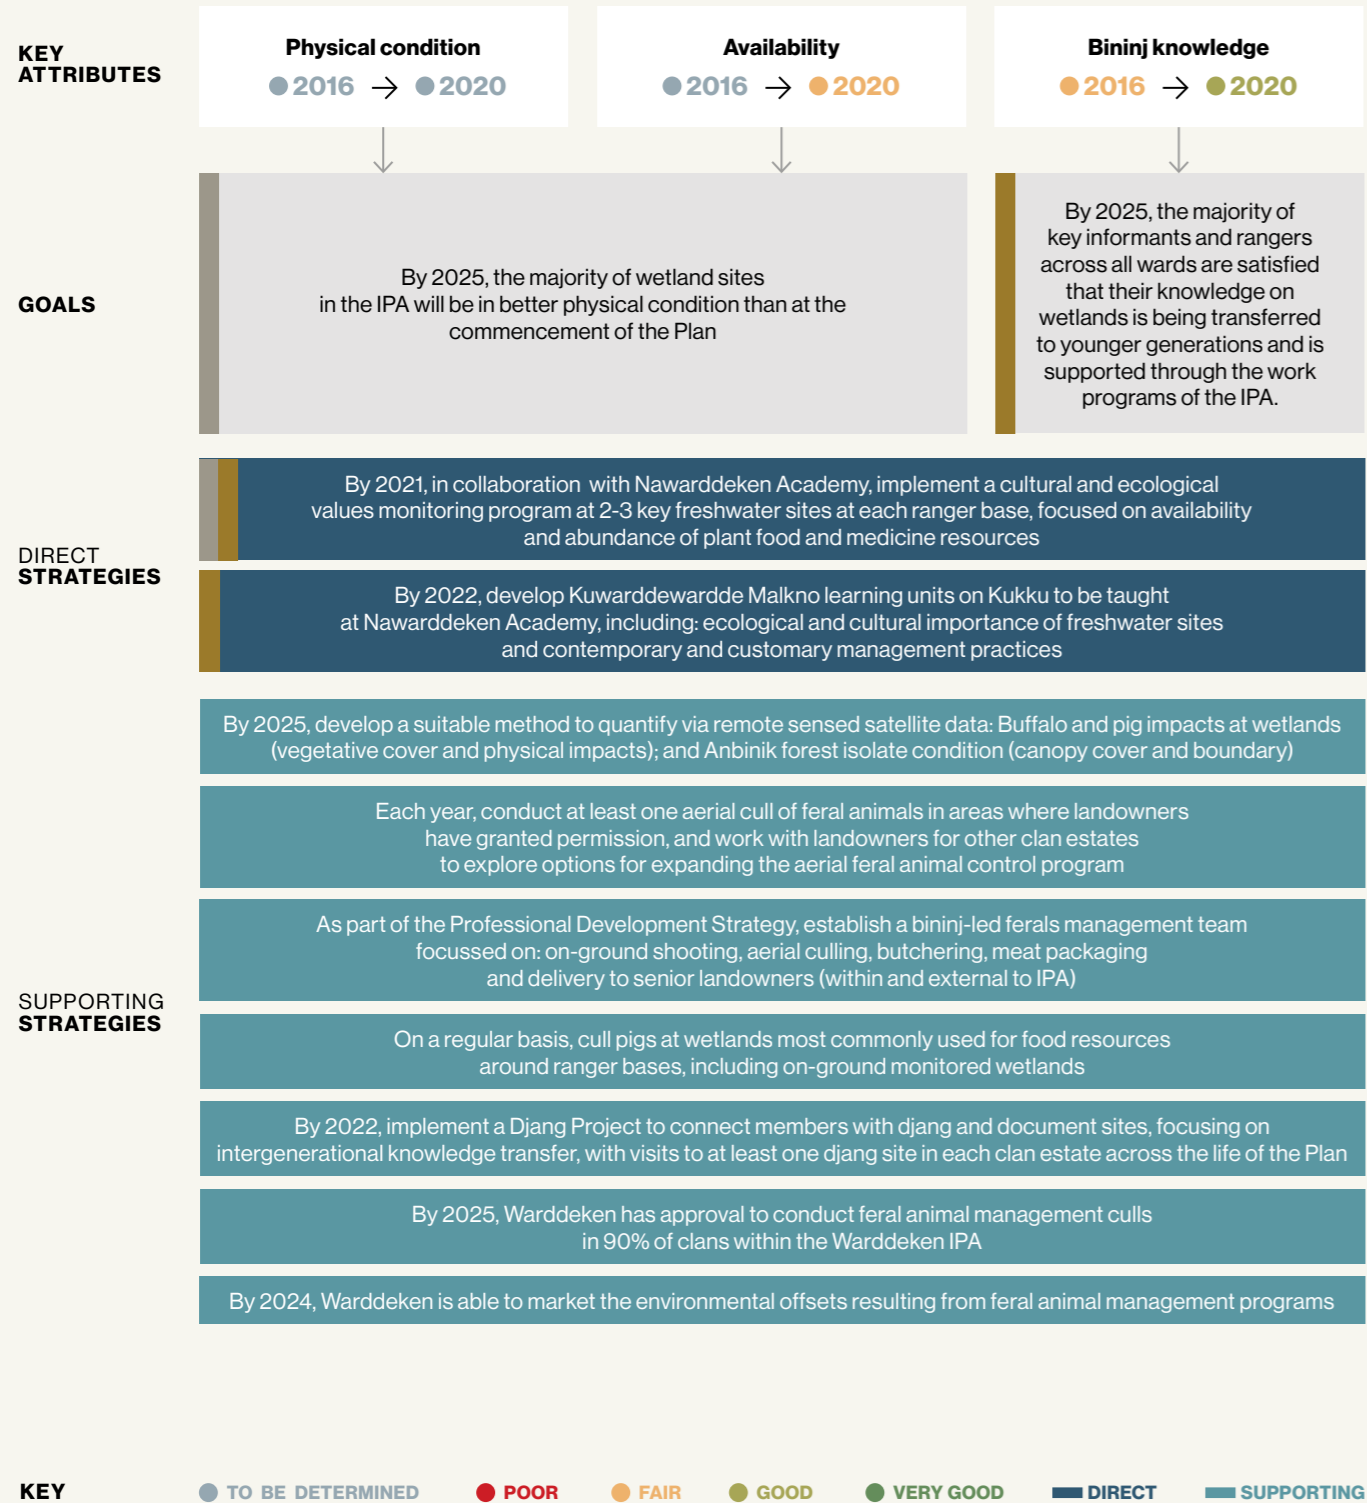 KEY
ATTRIBUTES
Physical condition
2016 → 2020
Availability
2016 → 2020
Bininj knowledge
2016 → 2020
GOALS
By 2025, the majority of wetland sites
in the IPA will be in better physical condition than at the
commencement of the Plan
By 2025, the majority of
key informants and rangers
across all wards are satisfied
that their knowledge on
wetlands is being transferred
to younger generations and is
supported through the work
programs of the IPA.
DIRECT
STRATEGIES
By 2021, in collaboration with Nawarddeken Academy, implement a cultural and ecological
values monitoring program at 2-3 key freshwater sites at each ranger base, focused on availability
and abundance of plant food and medicine resources
By 2022, develop Kuwarddewardde Malkno learning units on Kukku to be taught
at Nawarddeken Academy, including: ecological and cultural importance of freshwater sites
and contemporary and customary management practices
SUPPORTING
STRATEGIES
By 2025, develop a suitable method to quantify via remote sensed satellite data: Buffalo and pig impacts at wetlands
(vegetative cover and physical impacts); and Anbinik forest isolate condition (canopy cover and boundary)
Each year, conduct at least one aerial cull of feral animals in areas where landowners
have granted permission, and work with landowners for other clan estates
to explore options for expanding the aerial feral animal control program
As part of the Professional Development Strategy, establish a bininj-led ferals management team
focussed on: on-ground shooting, aerial culling, butchering, meat packaging
and delivery to senior landowners (within and external to IPA)
On a regular basis, cull pigs at wetlands most commonly used for food resources
around ranger bases, including on-ground monitored wetlands
By 2022, implement a Djang Project to connect members with djang and document sites, focusing on
intergenerational knowledge transfer, with visits to at least one djang site in each clan estate across the life of the Plan
By 2025, Warddeken has approval to conduct feral animal management culls
in 90% of clans within the Warddeken IPA
By 2024, Warddeken is able to market the environmental offsets resulting from feral animal management programs
KEY
TO BE DETERMINED
POOR
FAIR
GOOD
VERY GOOD
DIRECT
SUPPORTING